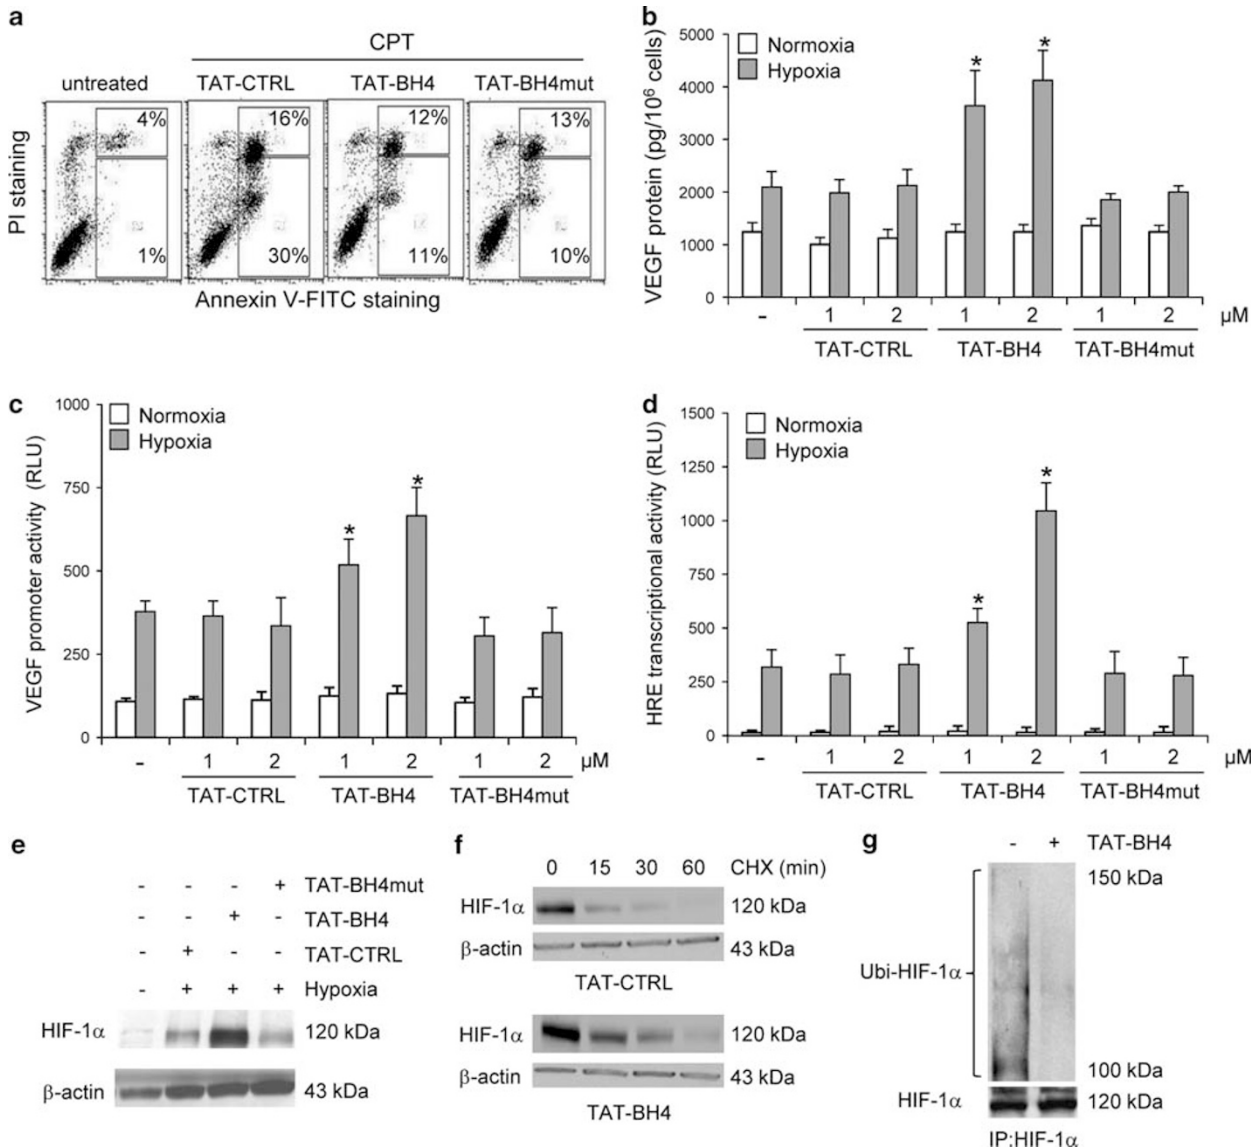 a
CPT
untreated TAT-CTRL TAT-BH4 TAT-BH4mut
4% 16% 12% 13%
PI staining
1% 30% 11% 10%
Annexin V-FITC staining
b
Normoxia
Hypoxia
VEGF protein (pg/10⁶ cells)
5000
4000
3000
2000
1000
0
* *
- 1 2 1 2 1 2 µM
TAT-CTRL TAT-BH4 TAT-BH4mut
c
Normoxia
Hypoxia
VEGF promoter activity (RLU)
1000
750
500
250
0
* *
- 1 2 1 2 1 2 µM
TAT-CTRL TAT-BH4 TAT-BH4mut
d
Normoxia
Hypoxia
HRE transcriptional activity (RLU)
1500
1250
1000
750
500
250
0
* *
- 1 2 1 2 1 2 µM
TAT-CTRL TAT-BH4 TAT-BH4mut
e
- - - + TAT-BH4mut
- - + - TAT-BH4
- + - - TAT-CTRL
- + + + Hypoxia
HIF-1α 120 kDa
β-actin 43 kDa
f
0 15 30 60 CHX (min)
HIF-1α 120 kDa
β-actin 43 kDa
TAT-CTRL
HIF-1α 120 kDa
β-actin 43 kDa
TAT-BH4
g
- + TAT-BH4
150 kDa
Ubi-HIF-1α
100 kDa
HIF-1α 120 kDa
IP:HIF-1α